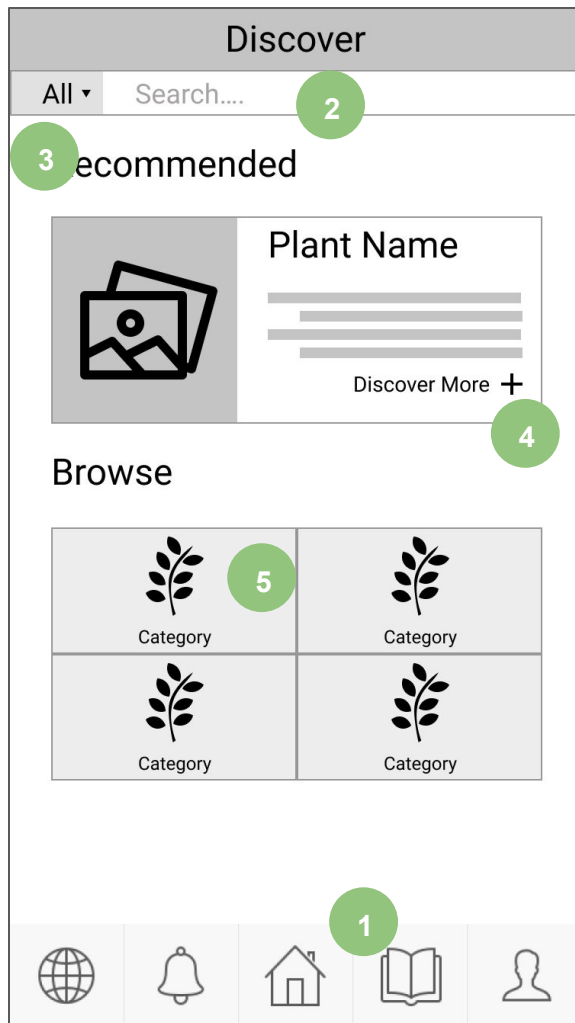 Discover
All ▾ Search....
2
3
ecommended
Plant Name
Discover More +
4
Browse
5
Category Category
Category Category
1